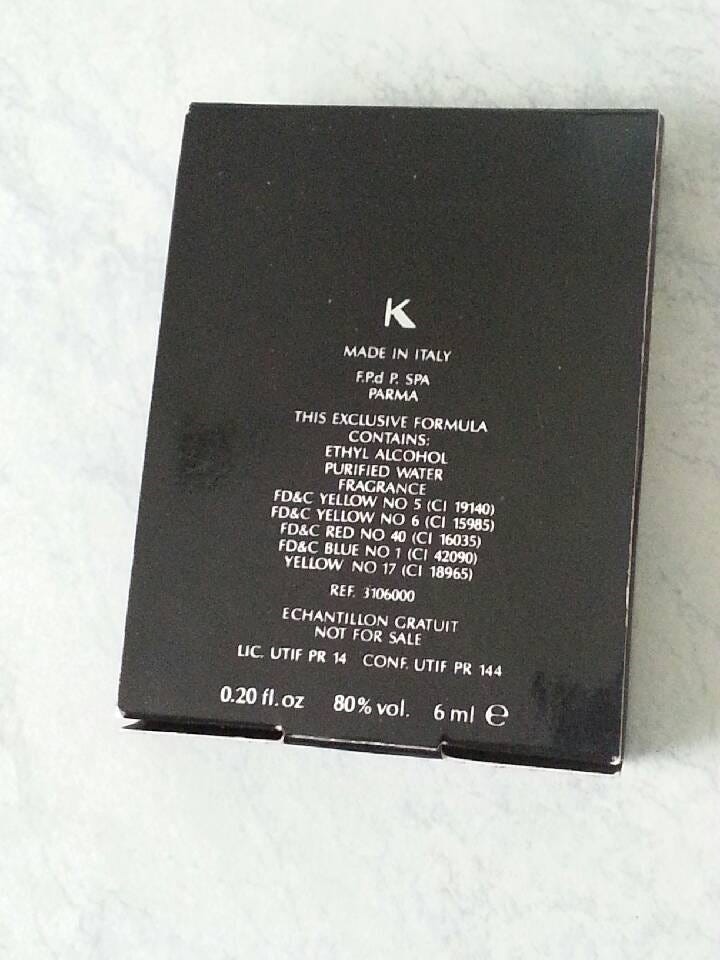 K
MADE IN ITALY
F.P.d P. SPA
PARMA
THIS EXCLUSIVE FORMULA
CONTAINS:
ETHYL ALCOHOL
PURIFIED WATER
FRAGRANCE
FD&C YELLOW NO 5 (CI 19140)
FD&C YELLOW NO 6 (CI 15985)
FD&C RED NO 40 (CI 16035)
FD&C BLUE NO 1 (CI 42090)
YELLOW NO 17 (CI 18965)
REF. 3106000
ECHANTILLON GRATUIT
NOT FOR SALE
LIC. UTIF PR 14 CONF. UTIF PR 144
0.20 fl. oz 80% vol. 6 ml ℮